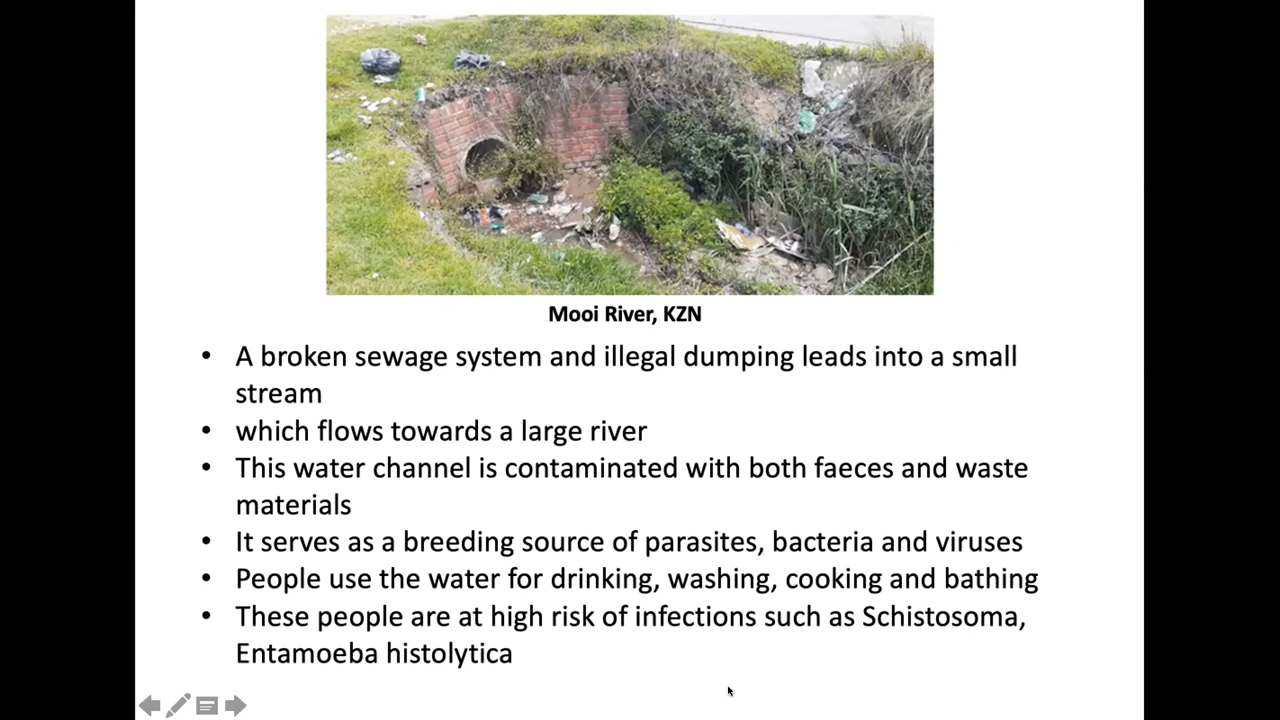 Mooi River, KZN
• A broken sewage system and illegal dumping leads into a small
stream
• which flows towards a large river
• This water channel is contaminated with both faeces and waste
materials
• It serves as a breeding source of parasites, bacteria and viruses
• People use the water for drinking, washing, cooking and bathing
• These people are at high risk of infections such as Schistosoma,
Entamoeba histolytica